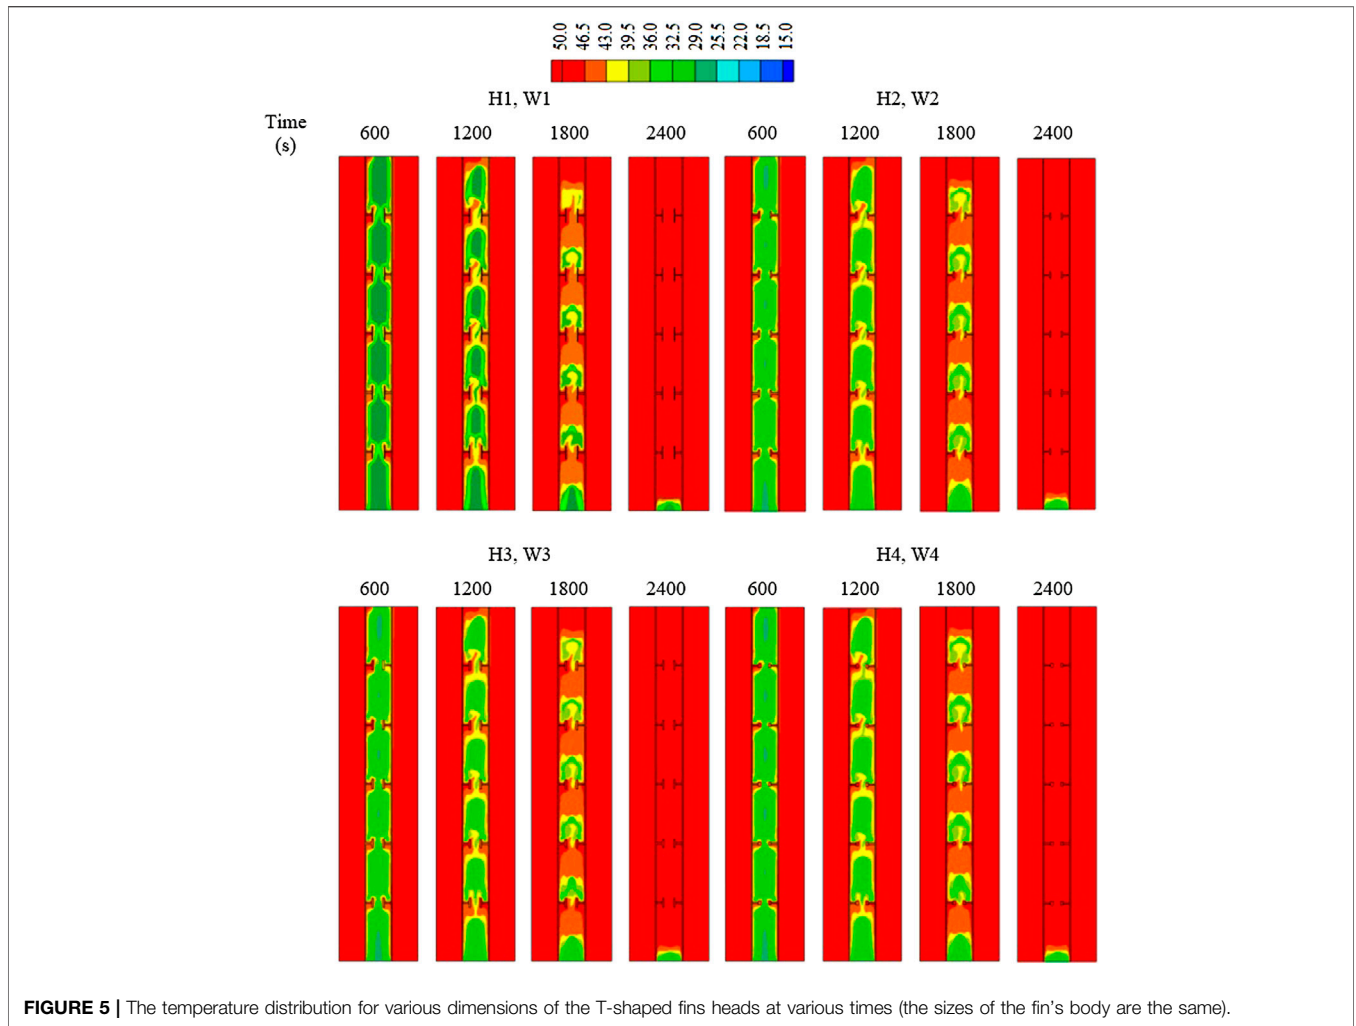 50.0 46.5 43.0 39.5 36.0 32.5 29.0 25.5 22.0 18.5 15.0
H1, W1 H2, W2
Time
(s)
600 1200 1800 2400 600 1200 1800 2400
H3, W3 H4, W4
600 1200 1800 2400 600 1200 1800 2400
FIGURE 5 | The temperature distribution for various dimensions of the T-shaped fins heads at various times (the sizes of the fin's body are the same).